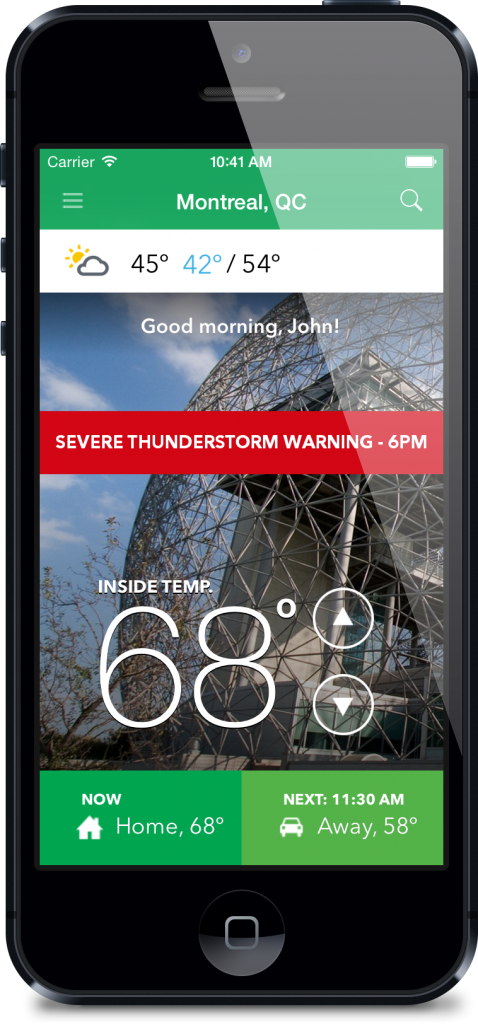 Carrier 10:41 AM
Montreal, QC
45° 42° / 54°
Good morning, John!
SEVERE THUNDERSTORM WARNING - 6PM
INSIDE TEMP.
68°
NOW
Home, 68°
NEXT: 11:30 AM
Away, 58°